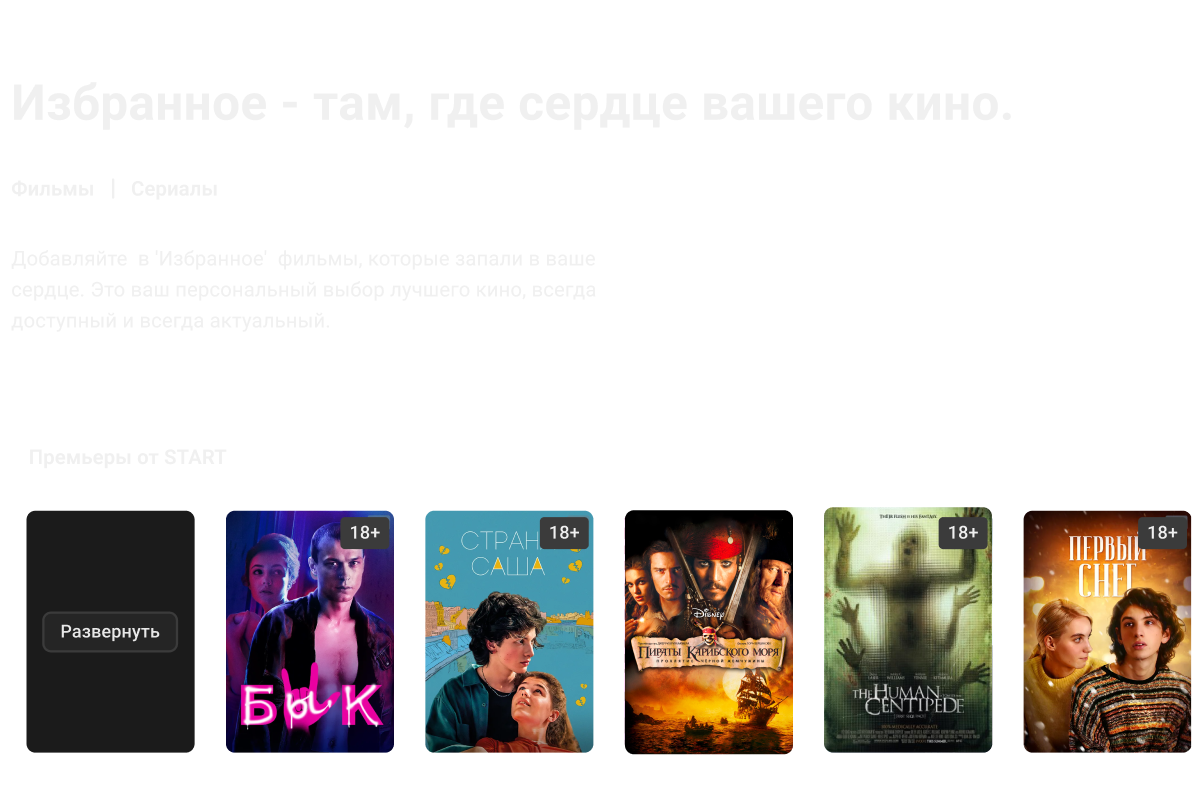 Избранное - там, где сердце вашего кино.
Фильмы | Сериалы
Добавляйте в 'Избранное' фильмы, которые запали в ваше
сердце. Это ваш персональный выбор лучшего кино, всегда
доступный и всегда актуальный.
Премьеры от START
Развернуть
18+
БЫК
18+
СТРАН
САША
DISNEY
ПИРАТЫ КАРИБСКОГО МОРЯ
ПРОКЛЯТИЕ ЧЁРНОЙ ЖЕМЧУЖИНЫ
18+
THE HUMAN
CENTIPEDE
18+
ПЕРВЫЙ
СНЕГ